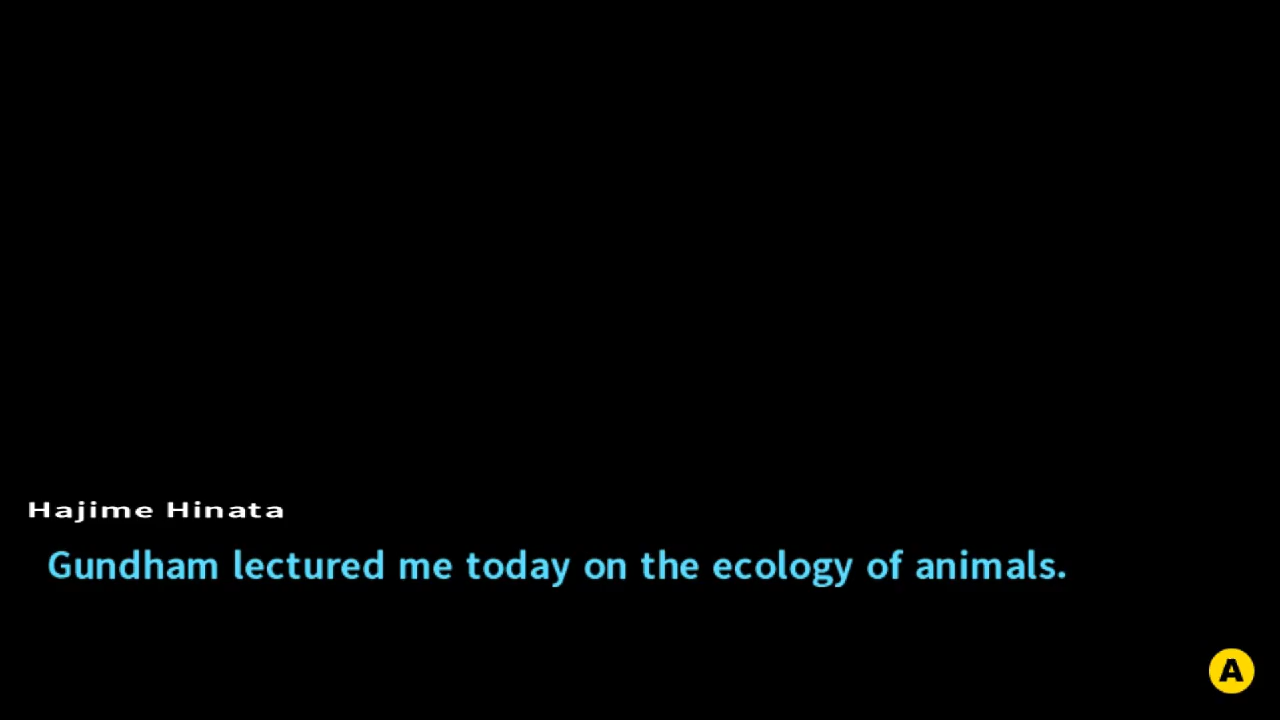 Hajime Hinata
Gundham lectured me today on the ecology of animals.
A